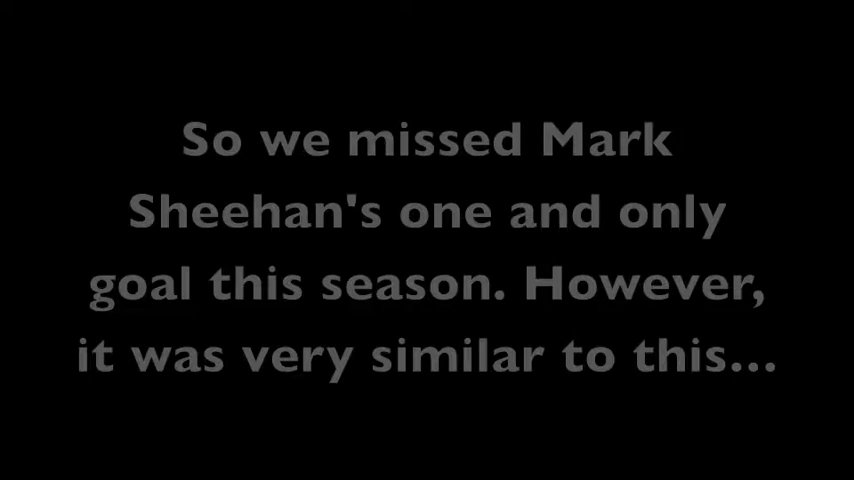 So we missed Mark
Sheehan's one and only
goal this season. However,
it was very similar to this...